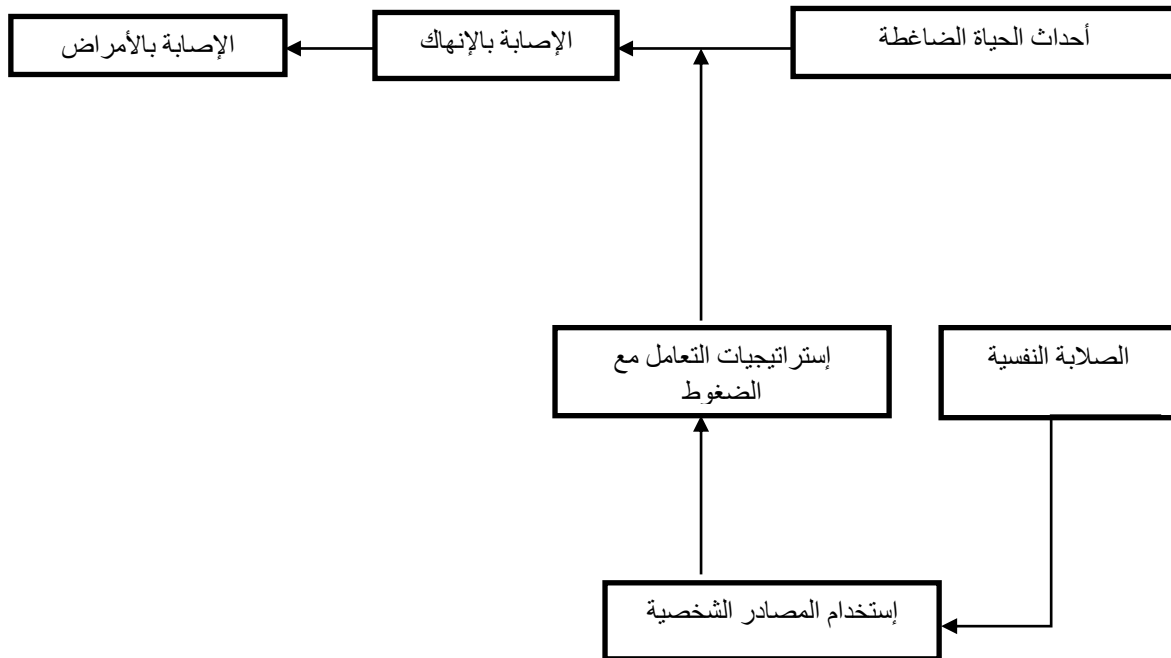 أحداث الحياة الضاغطة
الإصابة بالإنهاك
الإصابة بالأمراض
الصلابة النفسية
إستراتيجيات التعامل مع
الضغوط
إستخدام المصادر الشخصية